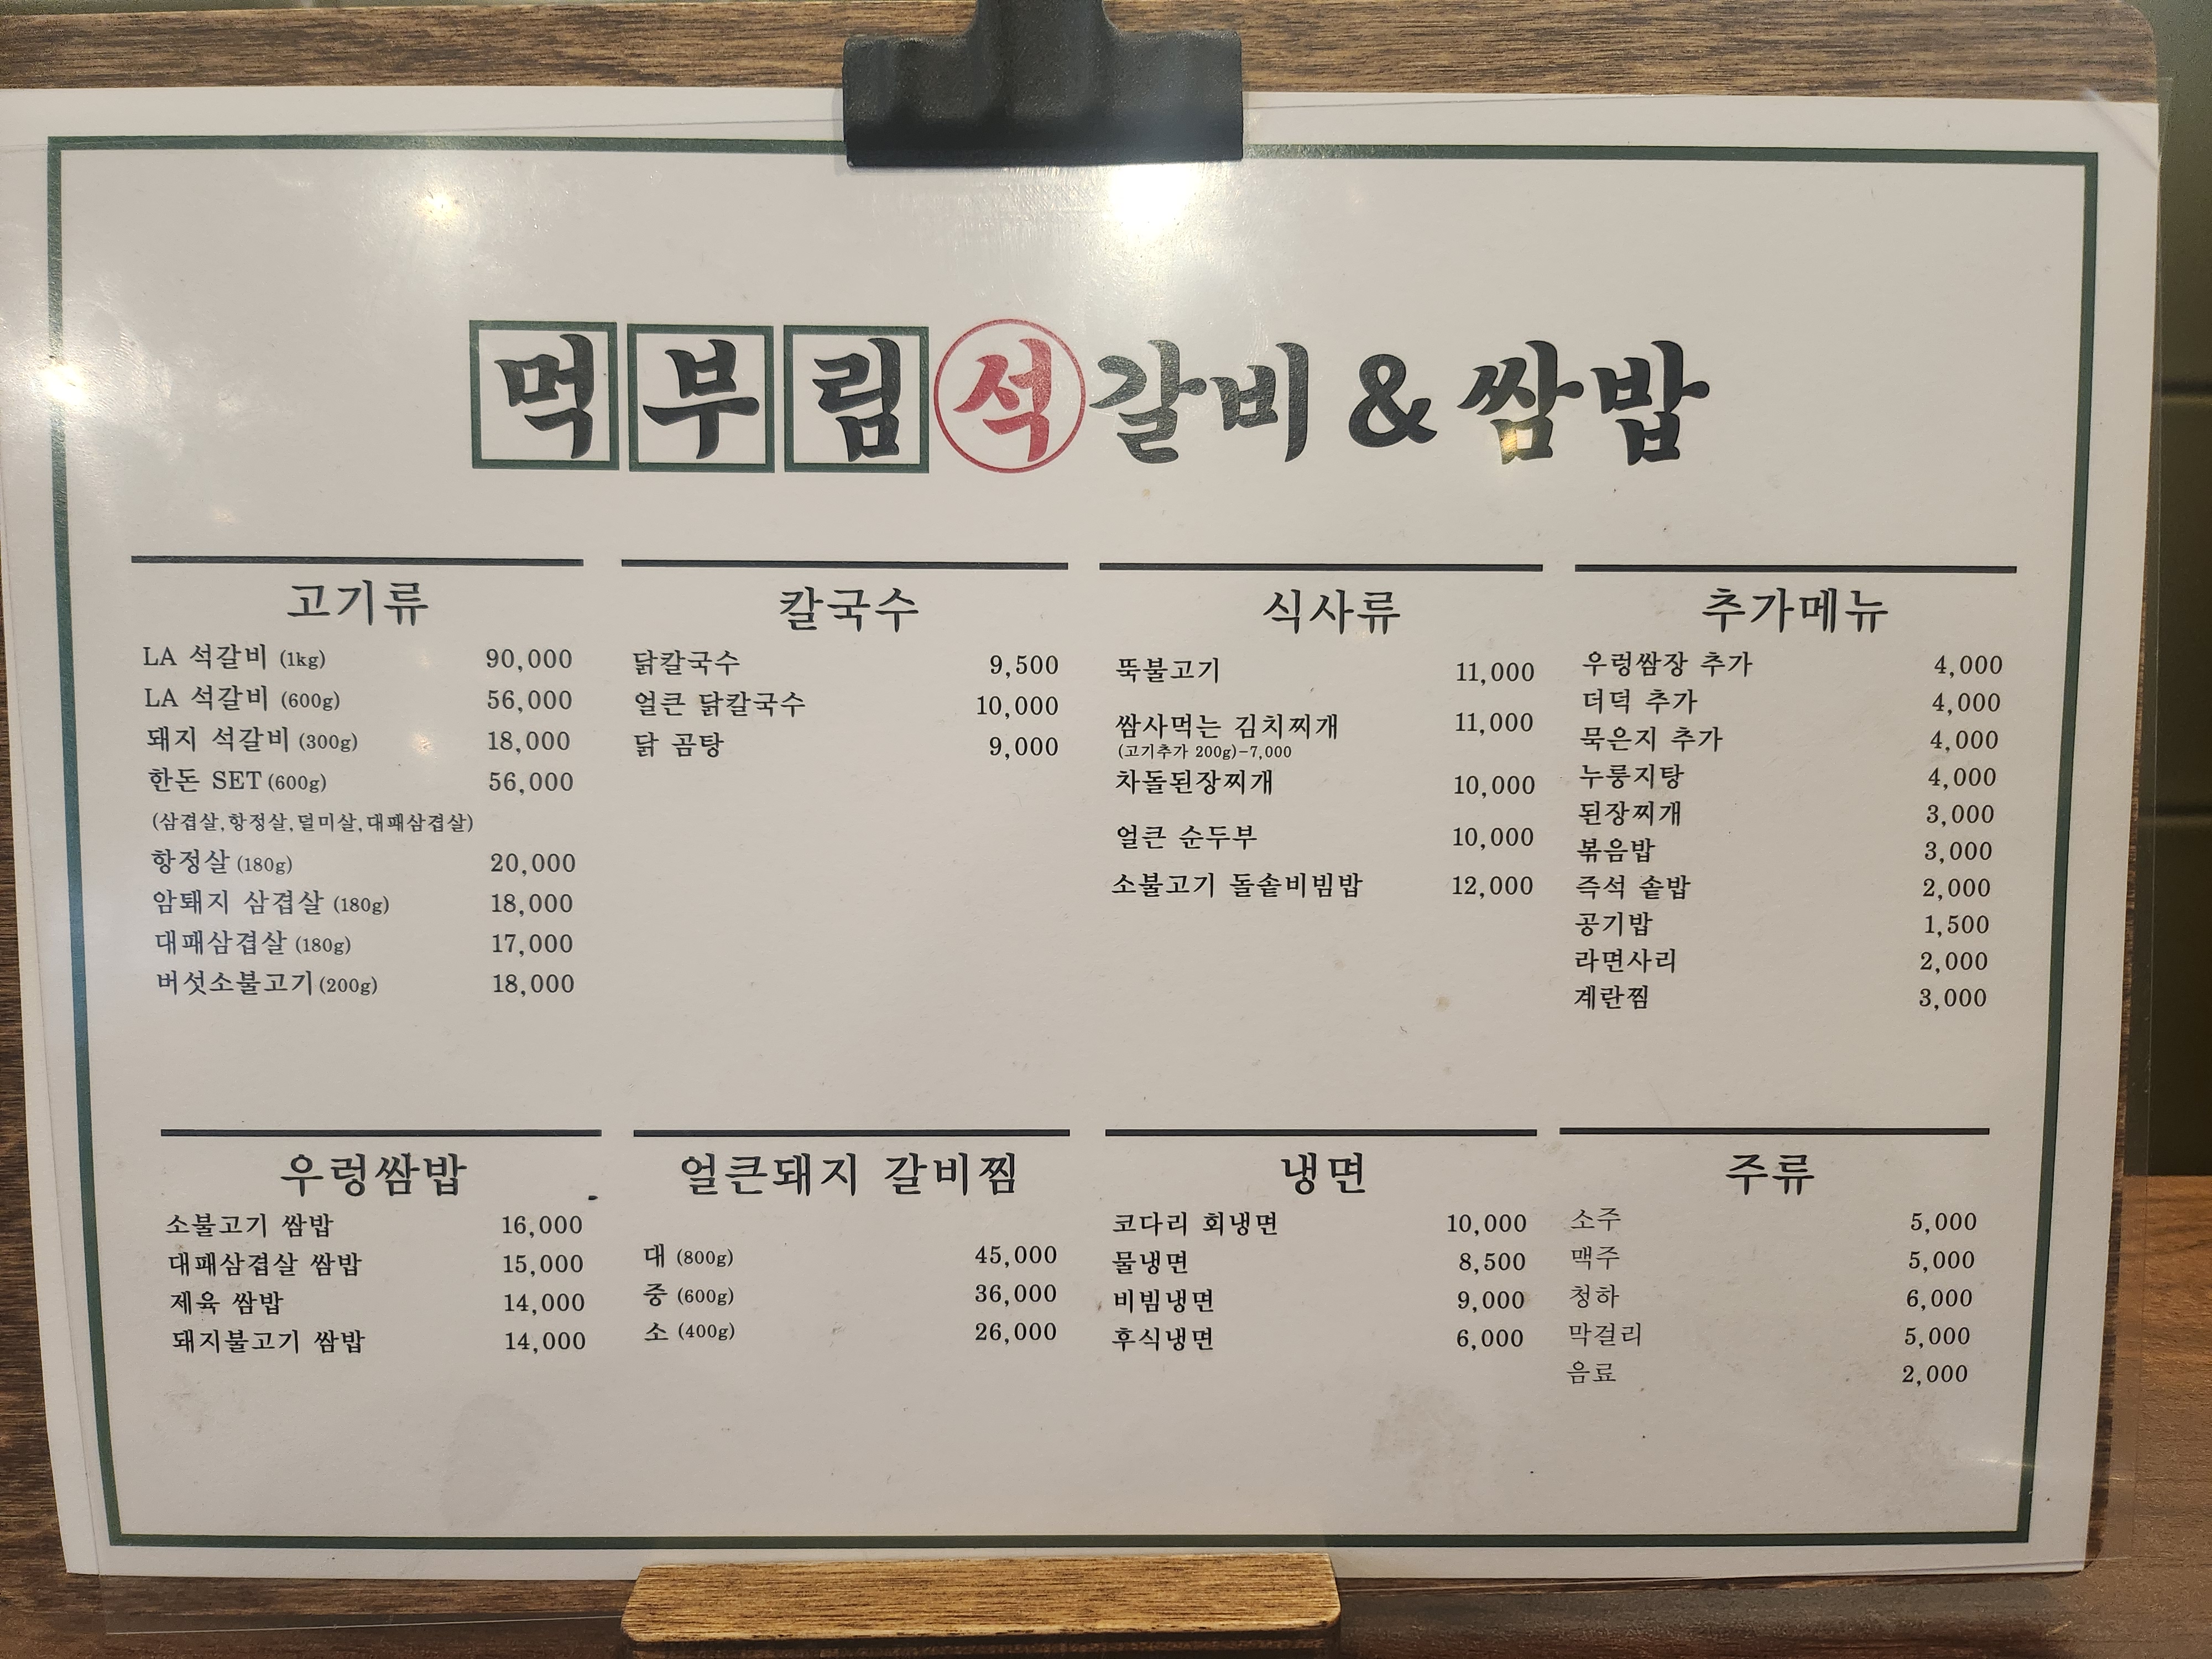 먹부림석갈비 & 쌈밥
고기류
LA 석갈비 (1kg) 90,000
LA 석갈비 (600g) 56,000
돼지 석갈비 (300g) 18,000
한돈 SET (600g) 56,000
(삼겹살,항정살,덜미살,대패삼겹살)
항정살 (180g) 20,000
암퇘지 삼겹살 (180g) 18,000
대패삼겹살 (180g) 17,000
버섯소불고기 (200g) 18,000
칼국수
닭칼국수 9,500
얼큰 닭칼국수 10,000
닭 곰탕 9,000
식사류
뚝불고기 11,000
쌈사먹는 김치찌개 11,000
(고기추가 200g)-7,000
차돌된장찌개 10,000
얼큰 순두부 10,000
소불고기 돌솥비빔밥 12,000
추가메뉴
우렁쌈장 추가 4,000
더덕 추가 4,000
묵은지 추가 4,000
누룽지탕 4,000
된장찌개 3,000
볶음밥 3,000
즉석 솥밥 2,000
공기밥 1,500
라면사리 2,000
계란찜 3,000
우렁쌈밥
소불고기 쌈밥 16,000
대패삼겹살 쌈밥 15,000
제육 쌈밥 14,000
돼지불고기 쌈밥 14,000
얼큰돼지 갈비찜
대 (800g) 45,000
중 (600g) 36,000
소 (400g) 26,000
냉면
코다리 회냉면 10,000
물냉면 8,500
비빔냉면 9,000
후식냉면 6,000
주류
소주 5,000
맥주 5,000
청하 6,000
막걸리 5,000
음료 2,000